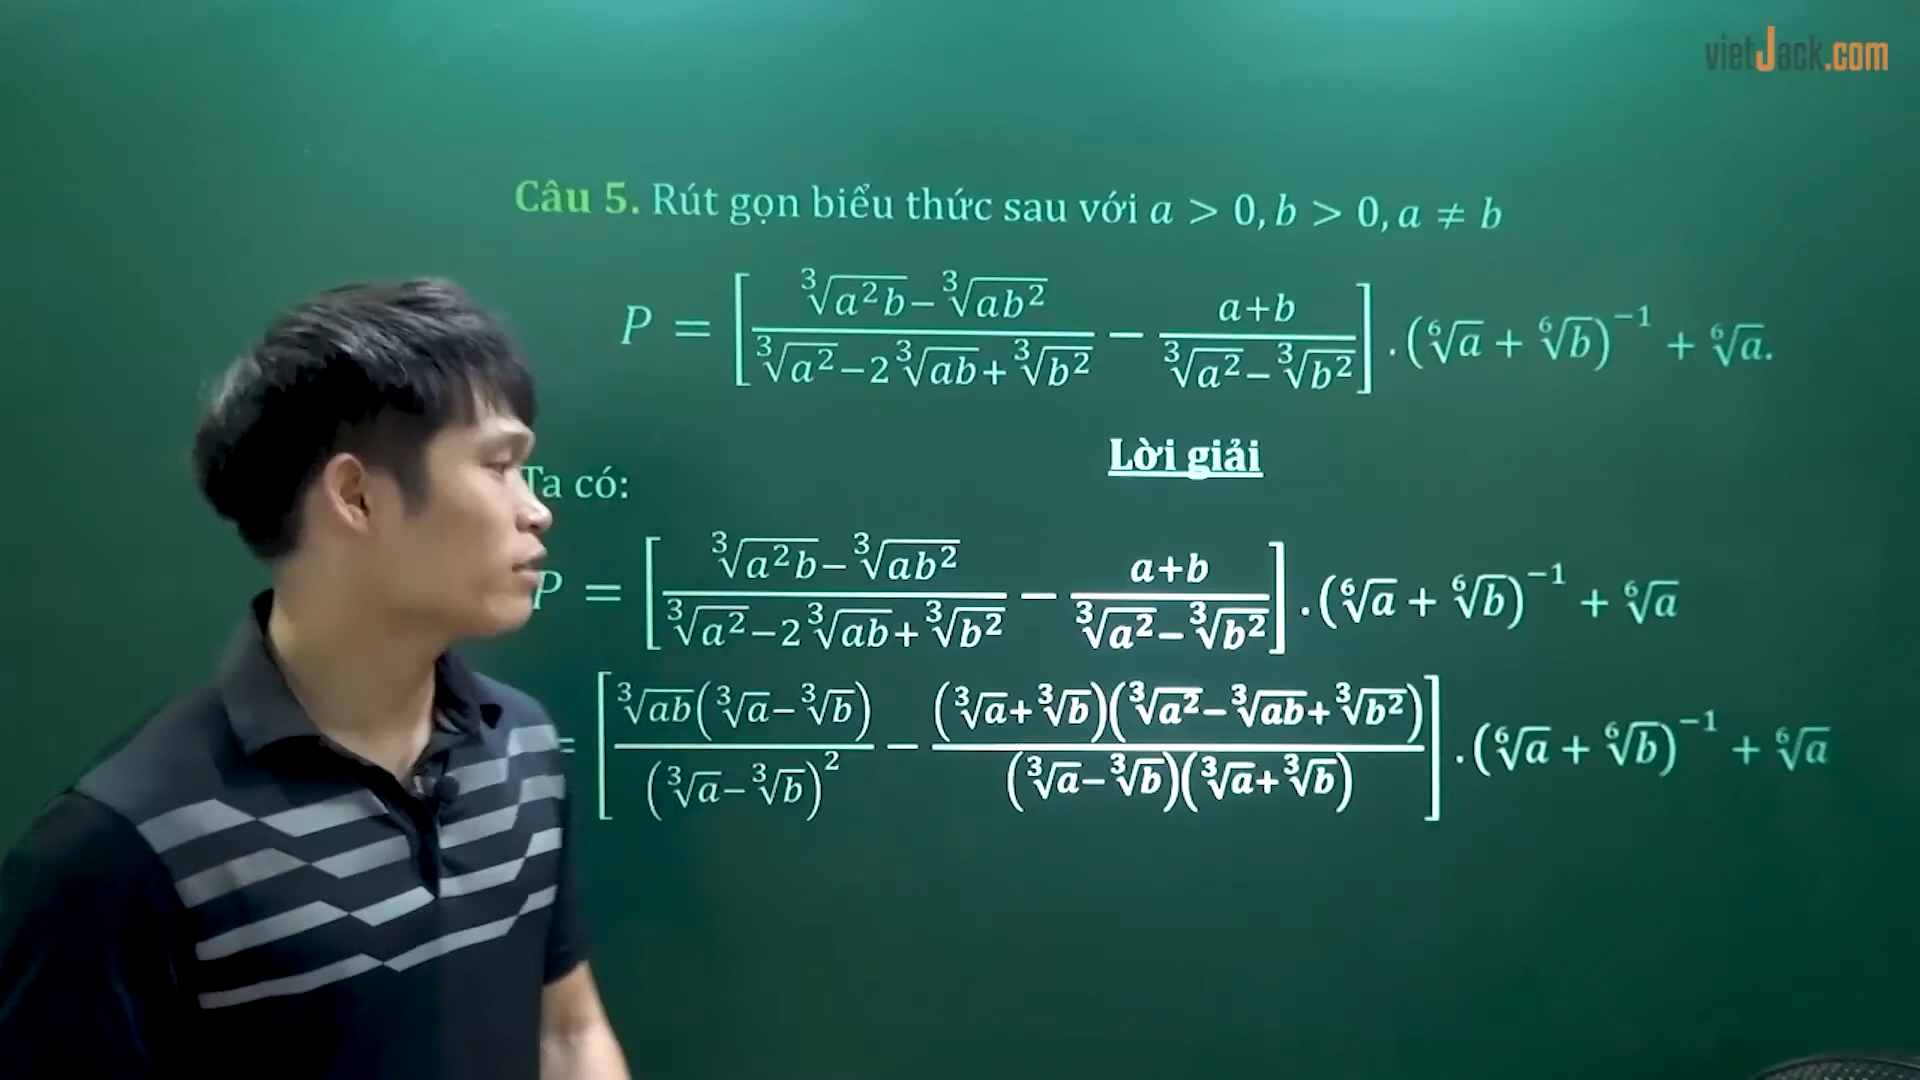 vietJack.com
Câu 5. Rút gọn biểu thức sau với a > 0, b > 0, a ≠ b
P = [(∛(a²b) − ∛(ab²))/(∛(a²) − 2∛(ab) + ∛(b²)) − (a+b)/(∛(a²) − ∛(b²))] . (⁶√a + ⁶√b)⁻¹ + ⁶√a.
Lời giải
Ta có:
P = [(∛(a²b) − ∛(ab²))/(∛(a²) − 2∛(ab) + ∛(b²)) − (a+b)/(∛(a²) − ∛(b²))] . (⁶√a + ⁶√b)⁻¹ + ⁶√a
= [∛(ab)(∛a − ∛b)/(∛a − ∛b)² − (∛a + ∛b)(∛(a²) − ∛(ab) + ∛(b²))/((∛a − ∛b)(∛a + ∛b))] . (⁶√a + ⁶√b)⁻¹ + ⁶√a